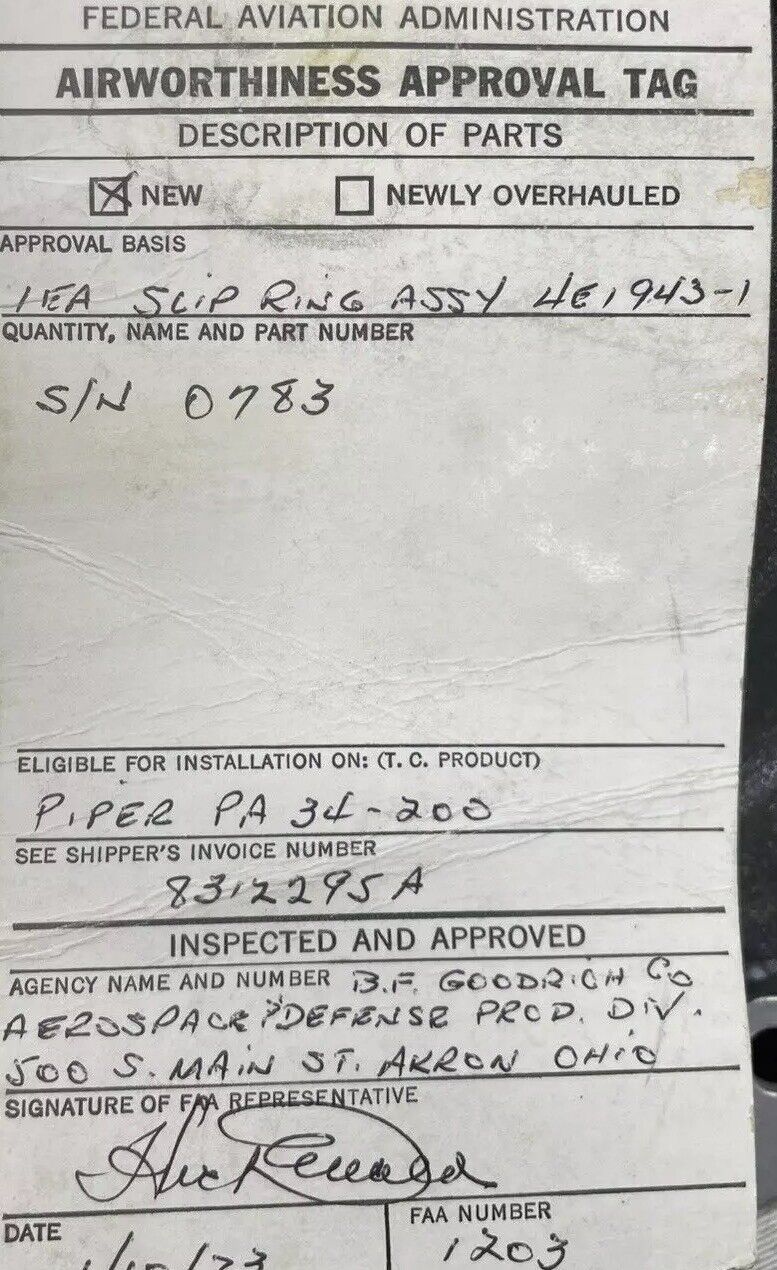 FEDERAL AVIATION ADMINISTRATION
AIRWORTHINESS APPROVAL TAG
DESCRIPTION OF PARTS
NEW NEWLY OVERHAULED
APPROVAL BASIS
1EA SLIP RING ASSY 4E1943-1
QUANTITY, NAME AND PART NUMBER
S/N 0783
ELIGIBLE FOR INSTALLATION ON: (T. C. PRODUCT)
PIPER PA 34-200
SEE SHIPPER'S INVOICE NUMBER
8312295A
INSPECTED AND APPROVED
AGENCY NAME AND NUMBER B.F. GOODRICH CO
AEROSPACE & DEFENSE PROD. DIV.
500 S. MAIN ST. AKRON OHIO
SIGNATURE OF FAA REPRESENTATIVE
DATE FAA NUMBER
1203